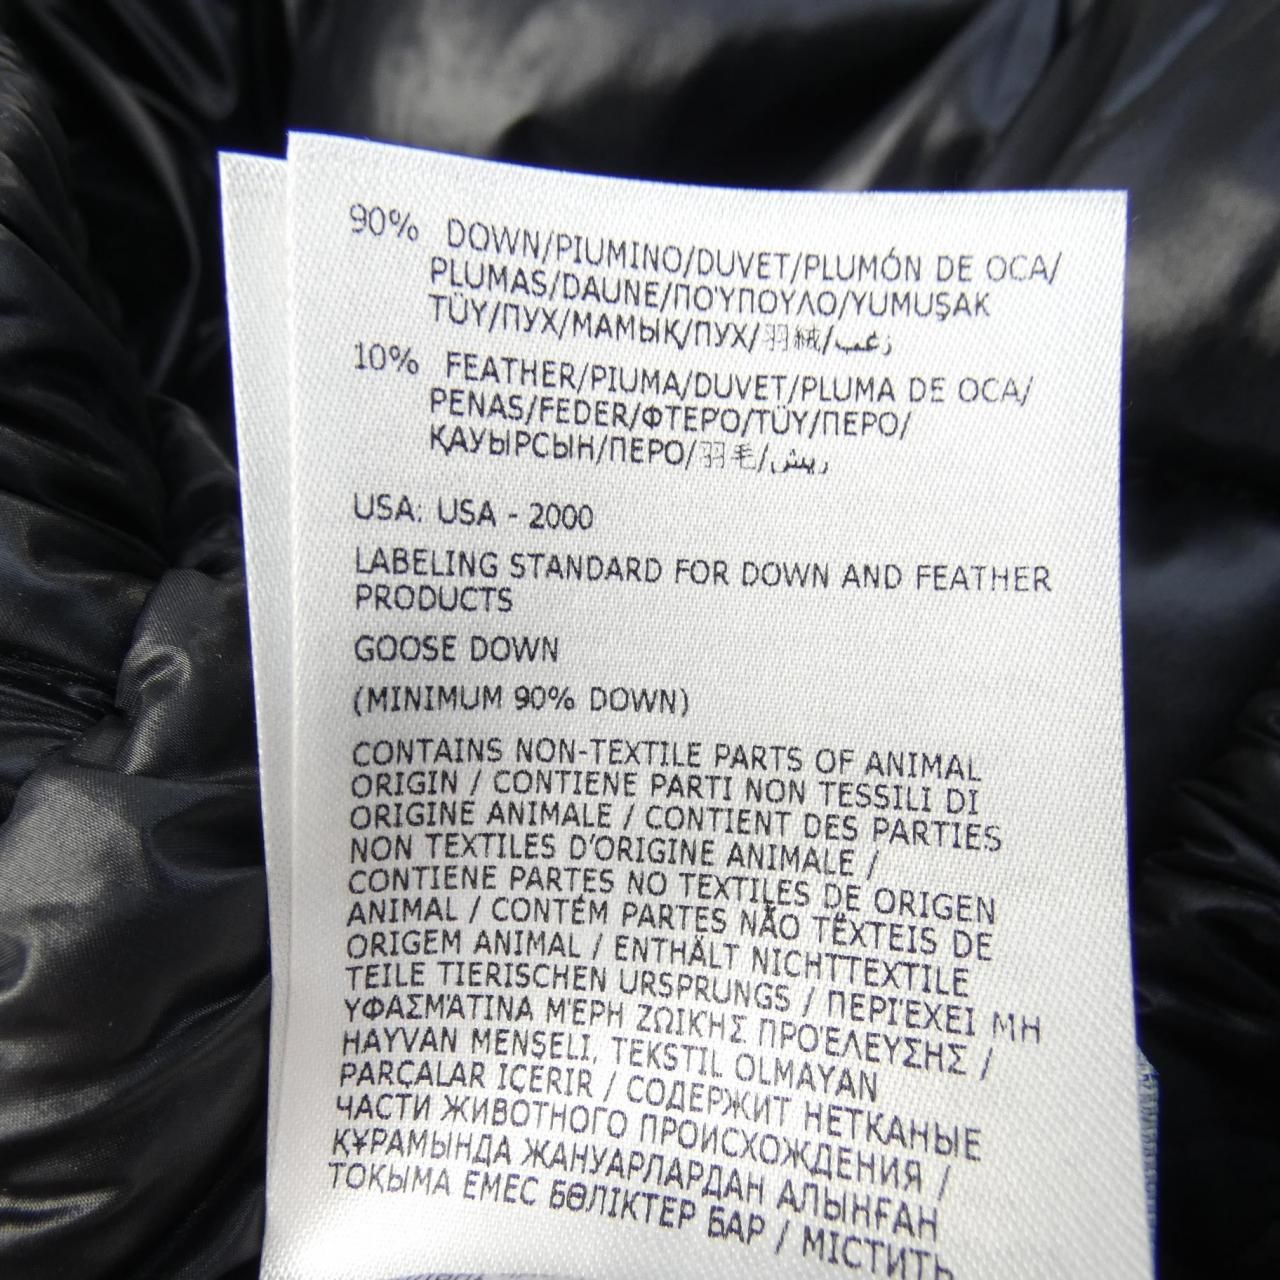 90% DOWN/PIUMINO/DUVET/PLUMÓN DE OCA/
PLUMAS/DAUNE/ΠΟΎΠΟΥΛΟ/YUMUŞAK
TÜY/ПУХ/МАМЫҚ/ПУХ/羽絨/زغب
10% FEATHER/PIUMA/DUVET/PLUMA DE OCA/
PENAS/FEDER/ΦΤΕΡΟ/TÜY/ПЕРО/
ҚАУЫРСЫН/ПЕРО/羽毛/ريش
USA: USA - 2000
LABELING STANDARD FOR DOWN AND FEATHER
PRODUCTS
GOOSE DOWN
(MINIMUM 90% DOWN)
CONTAINS NON-TEXTILE PARTS OF ANIMAL
ORIGIN / CONTIENE PARTI NON TESSILI DI
ORIGINE ANIMALE / CONTIENT DES PARTIES
NON TEXTILES D'ORIGINE ANIMALE /
CONTIENE PARTES NO TEXTILES DE ORIGEN
ANIMAL / CONTÉM PARTES NÃO TÊXTEIS DE
ORIGEM ANIMAL / ENTHÄLT NICHTTEXTILE
TEILE TIERISCHEN URSPRUNGS / ΠΕΡΙΈΧΕΙ ΜΗ
ΥΦΑΣΜΆΤΙΝΑ ΜΈΡΗ ΖΩΙΚΗΣ ΠΡΟΈΛΕΥΣΗΣ /
HAYVAN MENŞELI, TEKSTIL OLMAYAN
PARÇALAR IÇERIR / СОДЕРЖИТ НЕТКАНЫЕ
ЧАСТИ ЖИВОТНОГО ПРОИСХОЖДЕНИЯ /
ҚҰРАМЫНДА ЖАНУАРЛАРДАН АЛЫНҒАН
ТОҚЫМА ЕМЕС БӨЛІКТЕР БАР / МІСТИТЬ